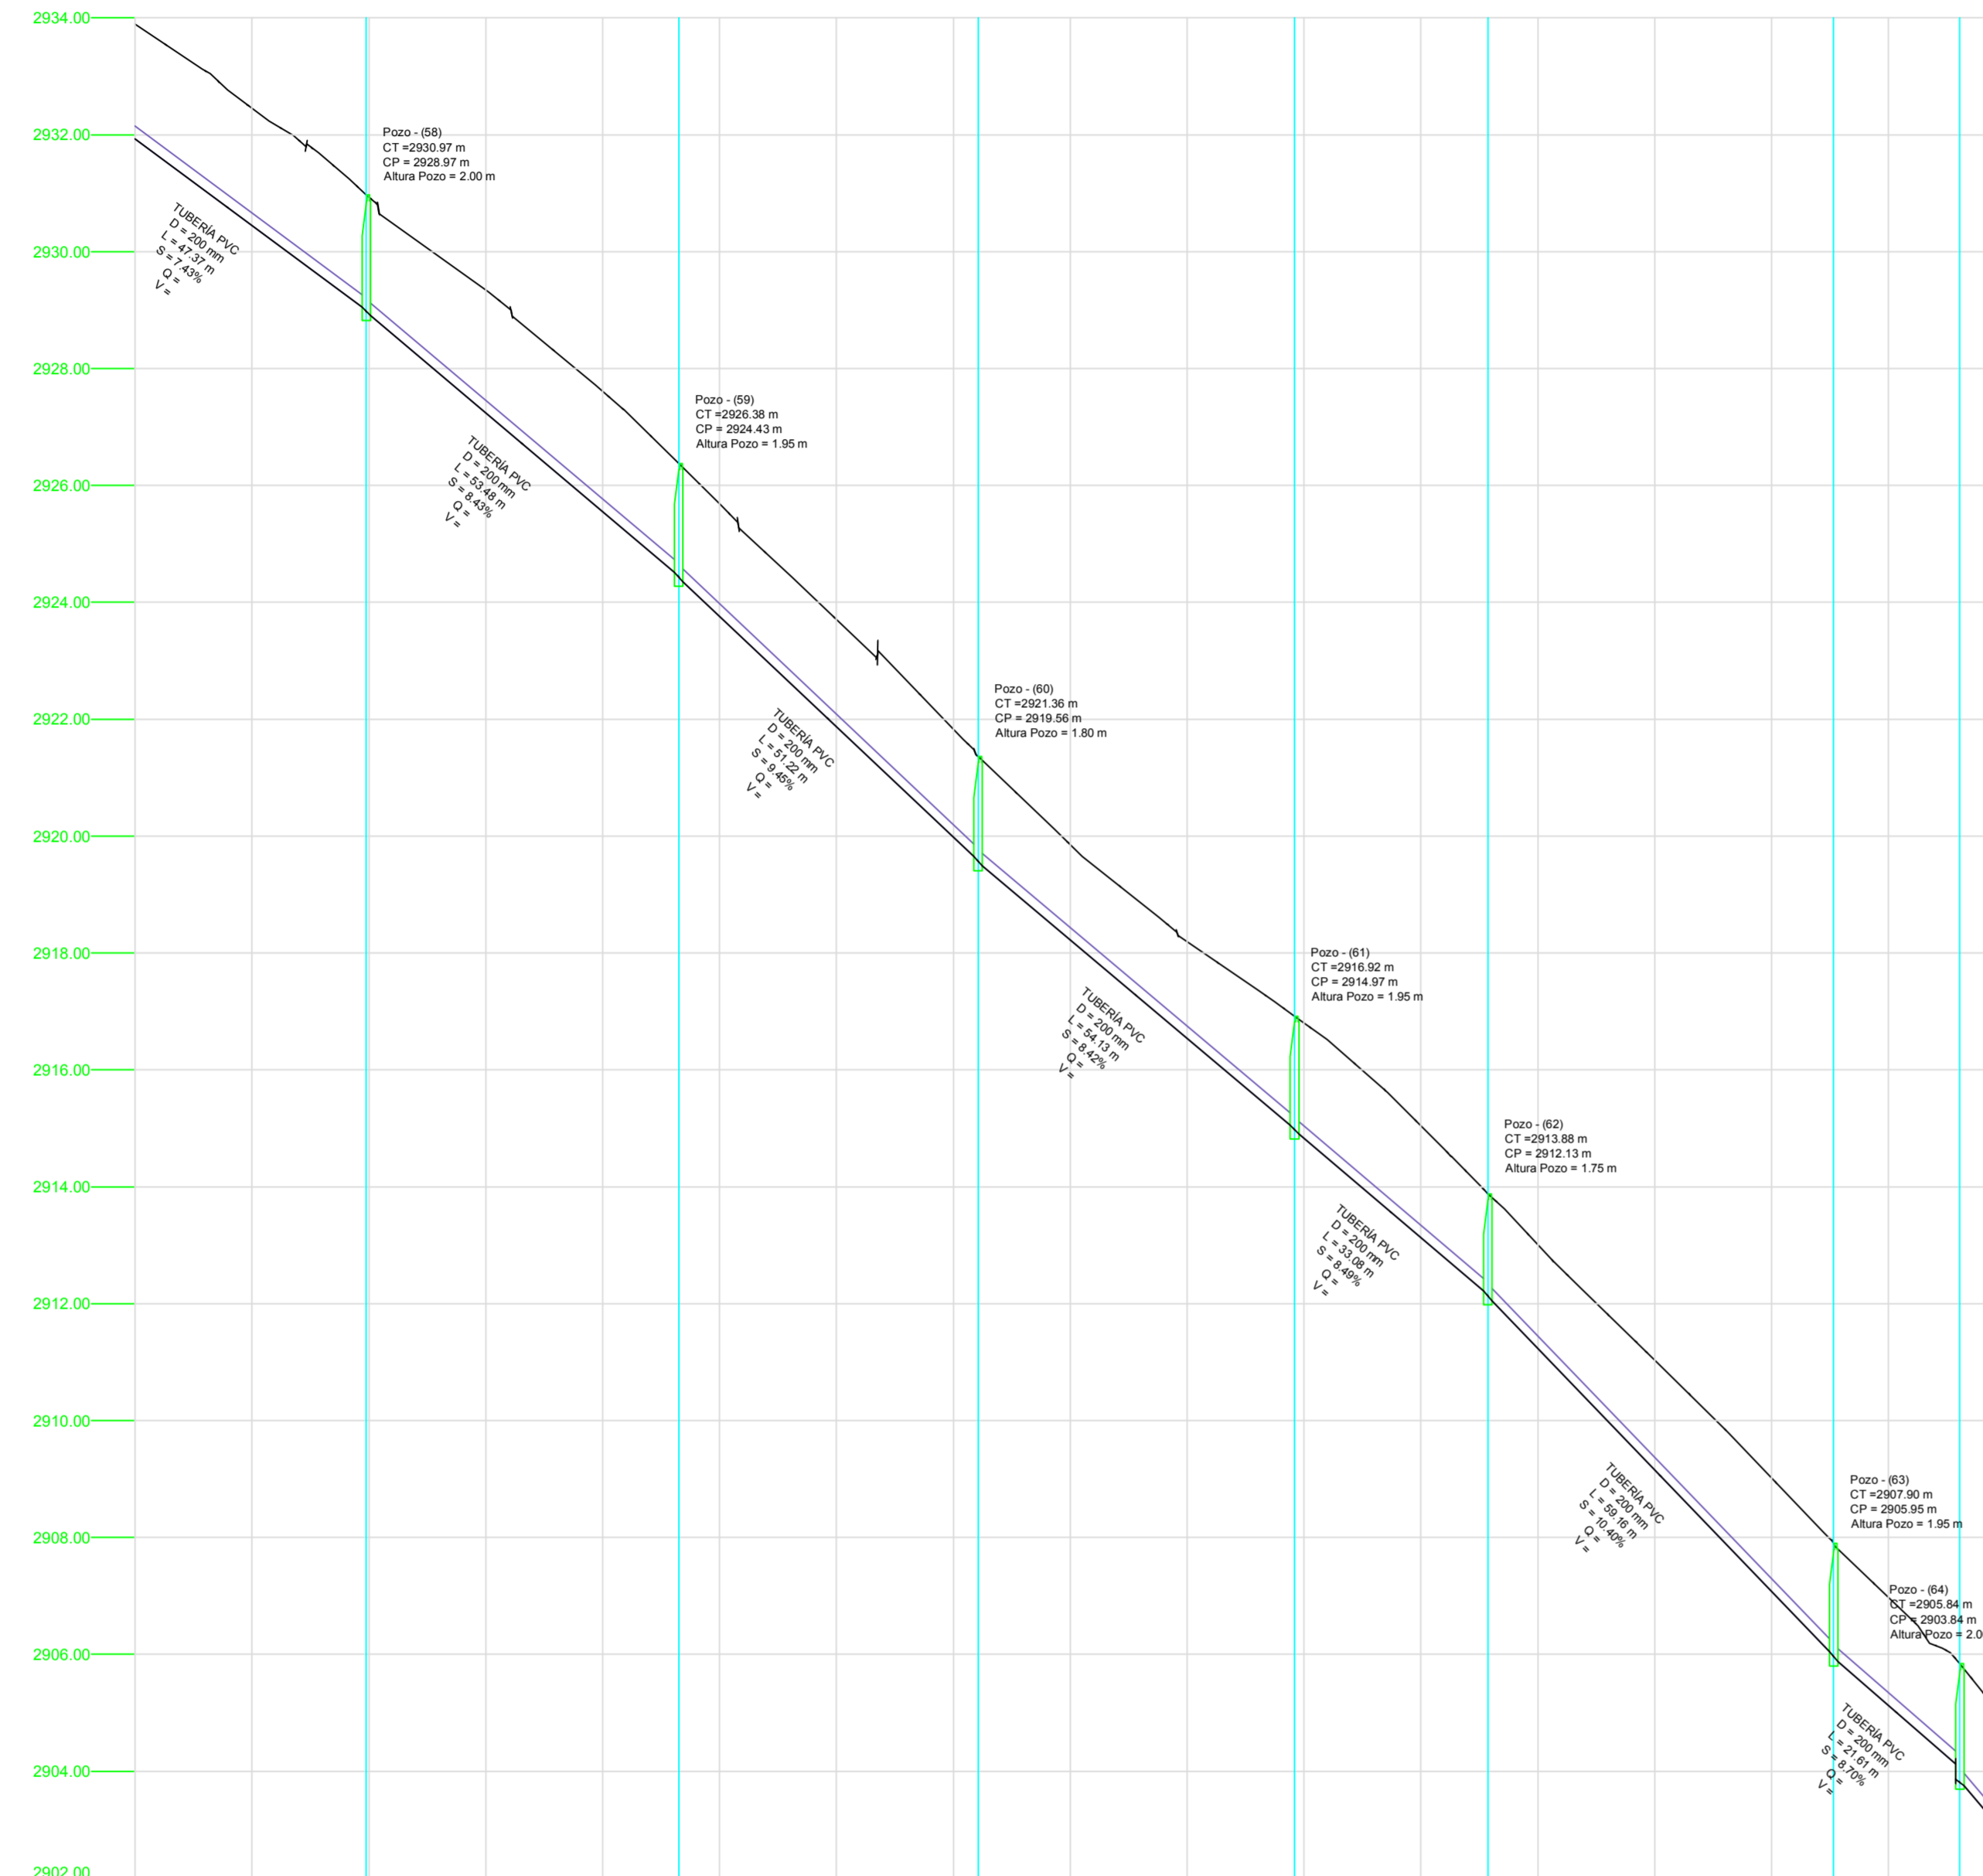 2934.00
2932.00
2930.00
2928.00
2926.00
2924.00
2922.00
2920.00
2918.00
2916.00
2914.00
2912.00
2910.00
2908.00
2906.00
2904.00
2902.00
Pozo - (58)
CT =2930.97 m
CP = 2928.97 m
Altura Pozo = 2.00 m
TUBERÍA PVC
D = 200 mm
L = 47.37 m
S = 7.43%
Q =
V =
Pozo - (59)
CT =2926.38 m
CP = 2924.43 m
Altura Pozo = 1.95 m
TUBERÍA PVC
D = 200 mm
L = 53.48 m
S = 8.43%
Q =
V =
Pozo - (60)
CT =2921.36 m
CP = 2919.56 m
Altura Pozo = 1.80 m
TUBERÍA PVC
D = 200 mm
L = 51.22 m
S = 9.45%
Q =
V =
Pozo - (61)
CT =2916.92 m
CP = 2914.97 m
Altura Pozo = 1.95 m
TUBERÍA PVC
D = 200 mm
L = 54.13 m
S = 8.42%
Q =
V =
Pozo - (62)
CT =2913.88 m
CP = 2912.13 m
Altura Pozo = 1.75 m
TUBERÍA PVC
D = 200 mm
L = 33.08 m
S = 8.49%
Q =
V =
Pozo - (63)
CT =2907.90 m
CP = 2905.95 m
Altura Pozo = 1.95 m
TUBERÍA PVC
D = 200 mm
L = 59.16 m
S = 10.40%
Q =
V =
Pozo - (64)
CT =2905.84 m
CP = 2903.84 m
Altura Pozo = 2.0
TUBERÍA PVC
D = 200 mm
L = 21.61 m
S = 8.70%
Q =
V =